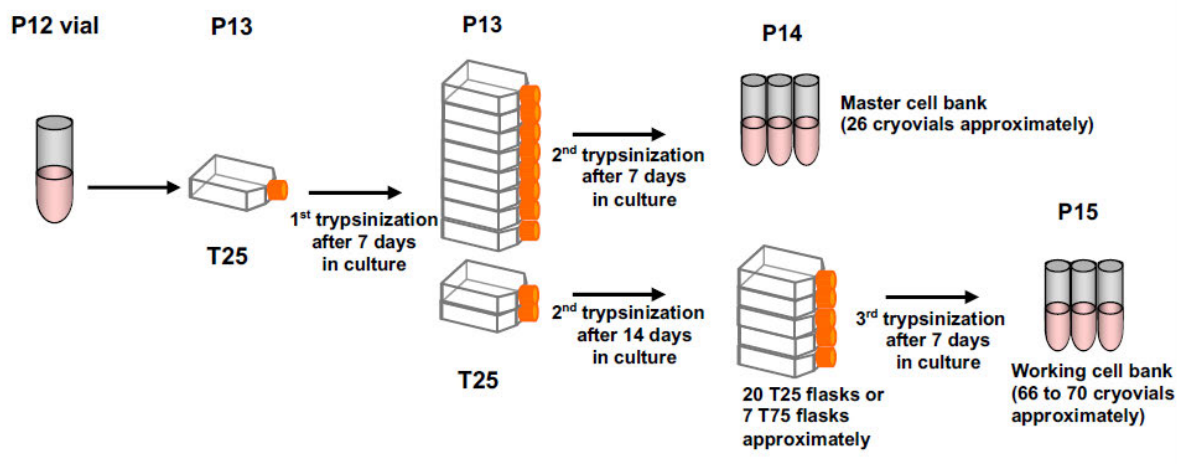 P12 vial
P13
P13
P14
Master cell bank
(26 cryovials approximately)
2nd trypsinization
after 7 days
in culture
T25
1st trypsinization
after 7 days
in culture
P15
2nd trypsinization
after 14 days
in culture
3rd trypsinization
after 7 days
in culture
T25
20 T25 flasks or
7 T75 flasks
approximately
Working cell bank
(66 to 70 cryovials
approximately)